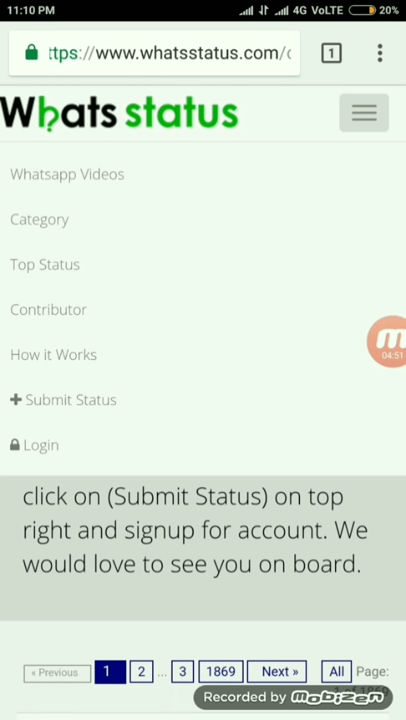 11:10 PM
4G VoLTE
20%
ttps://www.whatsstatus.com/c
1
Whats status
Whatsapp Videos
Category
Top Status
Contributor
How it Works
+ Submit Status
Login
click on (Submit Status) on top
right and signup for account. We
would love to see you on board.
« Previous 1 2 ... 3 1869 Next » All Page:
04:51
Recorded by mobizen